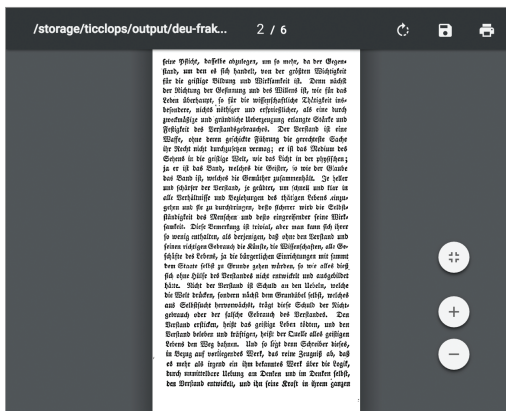 /storage/ticclops/output/deu-frak...
2 / 6
seine Pflicht, dasselbe abzulegen, um so mehr, da der Gegen-
stand, um den es sich handelt, von der größten Wichtigkeit
für die geistige Bildung und Wirksamkeit ist. Denn nächst
der Richtung der Gesinnung und des Willens ist, wie für das
Leben überhaupt, so für die wissenschaftliche Thätigkeit ins-
besondere, nichts nöthiger und ersprießlicher, als eine durch
zweckmäßige und gründliche Ueberzeugung erlangte Stärke und
Festigkeit des Verstandsgebrauches. Der Verstand ist eine
Waffe, ohne deren geschickte Führung die gerechteste Sache
ihr Recht nicht durchzusetzen vermag; er ist das Medium des
Sehens in die geistige Welt, wie das Licht in der physischen;
ja er ist das Band, welches die Geister, so wie der Glaube
das Band ist, welches die Gemüther zusammenhält. Je heller
und schärfer der Verstand, je geübter, um schnell und klar in
alle Verhältnisse und Beziehungen des thätigen Lebens einzu-
gehen und sie zu durchdringen, desto sicherer wird die Selbst-
ständigkeit des Menschen und desto eingreifender seine Wirk-
samkeit. Diese Bemerkung ist trivial, aber man kann sich ihrer
so wenig enthalten, als derjenigen, daß ohne den Verstand und
seinen richtigen Gebrauch die Künste, die Wissenschaften, alle Ge-
schäfte des Lebens, ja die bürgerlichen Einrichtungen mit sammt
dem Staate selbst zu Grunde gehen würden, so wie alles dieß
sich ohne Hülfe des Verstandes nicht entwickelt und ausgebildet
hätte. Nicht der Verstand ist Schuld an den Uebeln, welche
die Welt drücken, sondern nächst dem Grundübel selbst, welches
aus Selbstsucht hervorwächst, trägt diese Schuld der Nicht-
gebrauch oder der falsche Gebrauch des Verstandes. Den
Verstand ersticken, heißt das geistige Leben tödten, und den
Verstand beleben und kräftigen, heißt der Quelle alles geistigen
Lebens den Weg bahnen. Und so legt denn Schreiber dieses,
in Bezug auf vorliegendes Werk, das reine Zeugniß ab, daß
es mehr als irgend ein ihm bekanntes Werk über die Logik,
durch unmittelbare Uebung am Denken und im Denken selbst,
den Verstand entwickelt, und ihn seine Kraft in ihrem ganzen